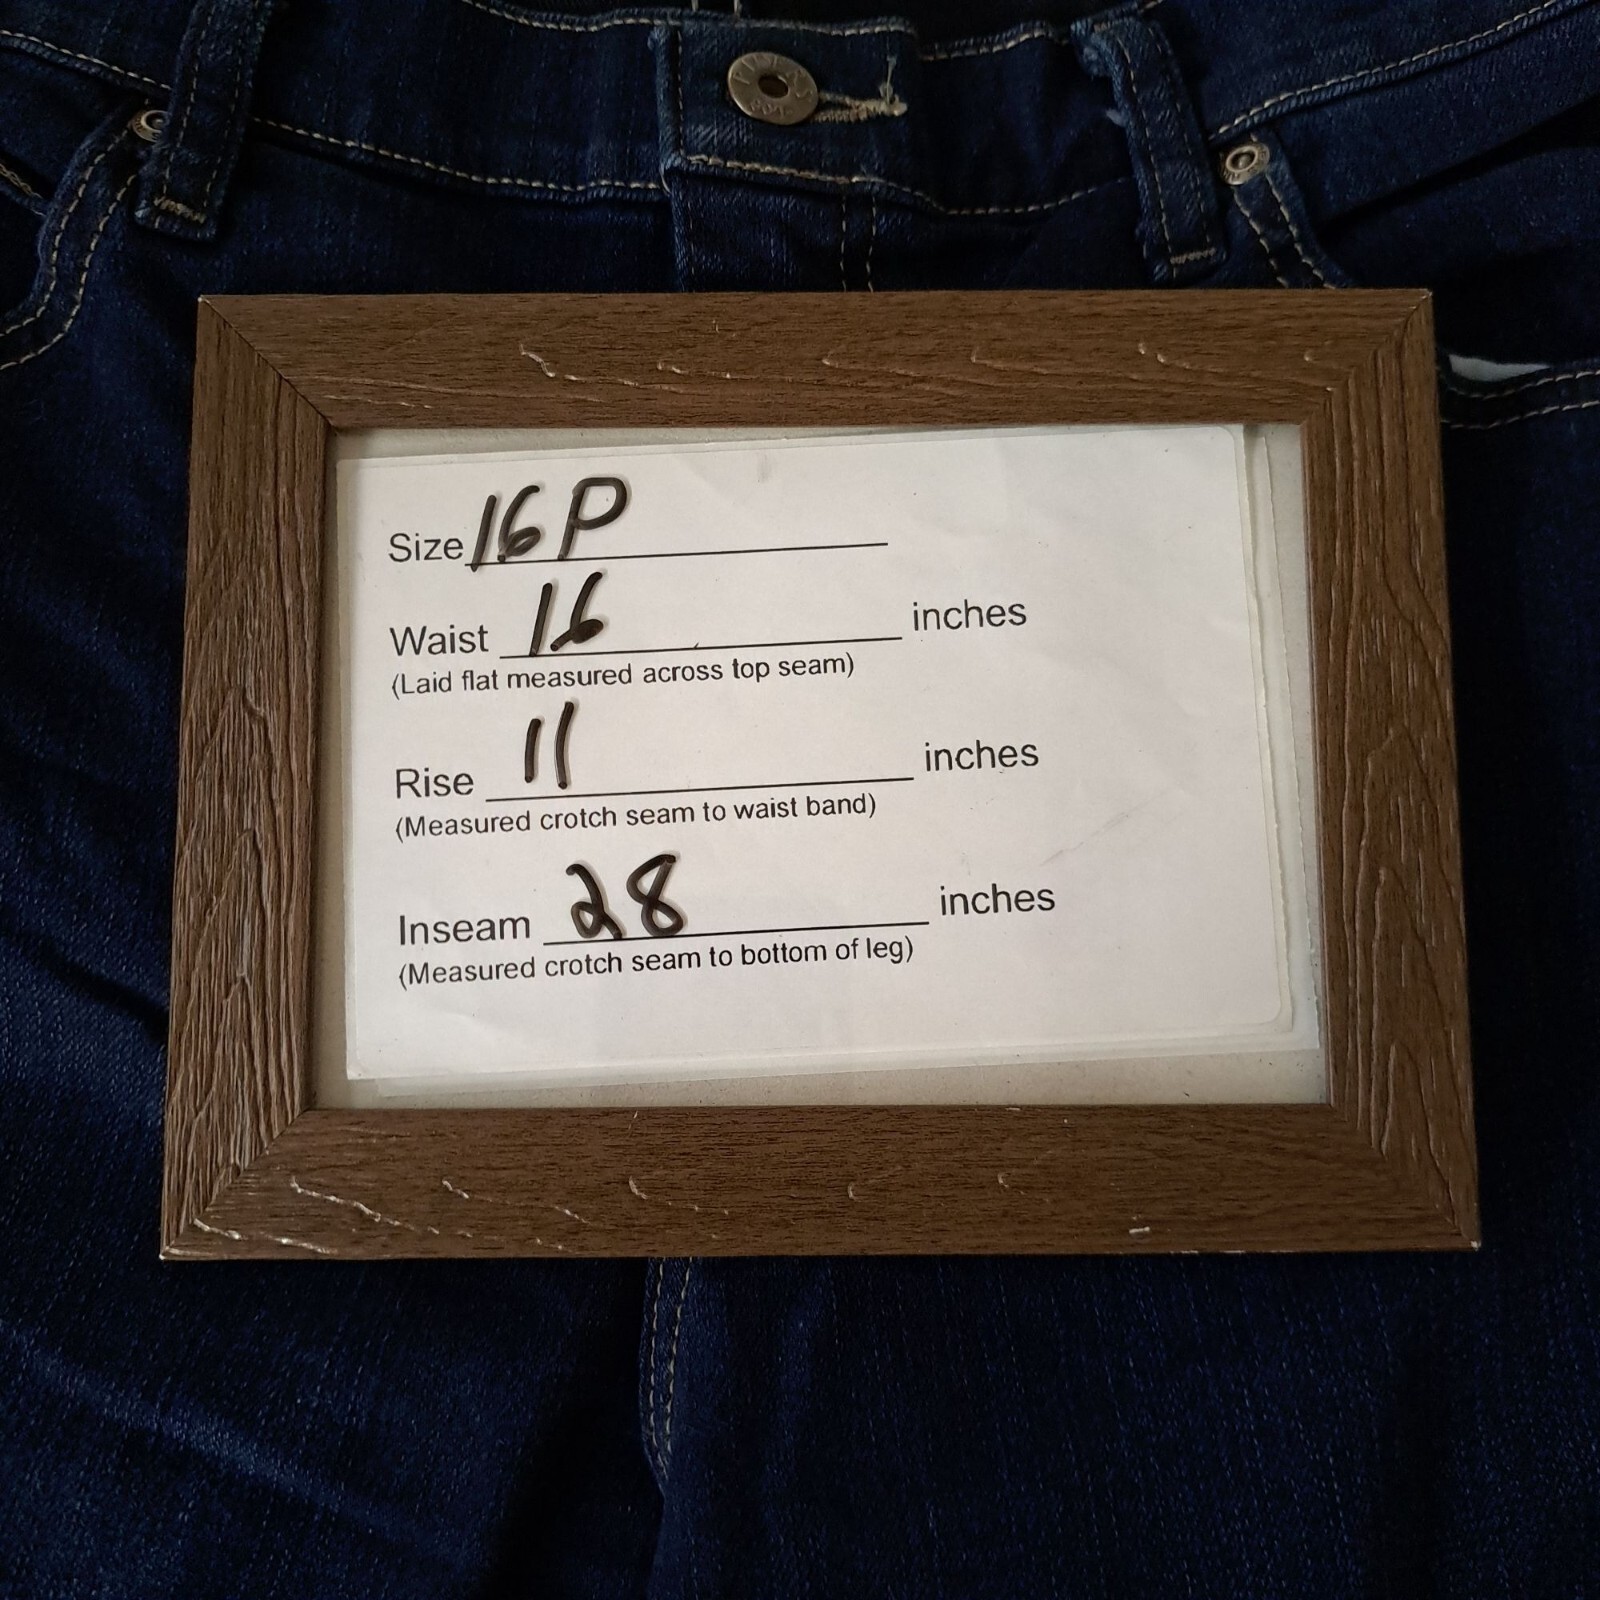 Size 16P
Waist 16 inches
(Laid flat measured across top seam)
Rise 11 inches
(Measured crotch seam to waist band)
Inseam 28 inches
(Measured crotch seam to bottom of leg)